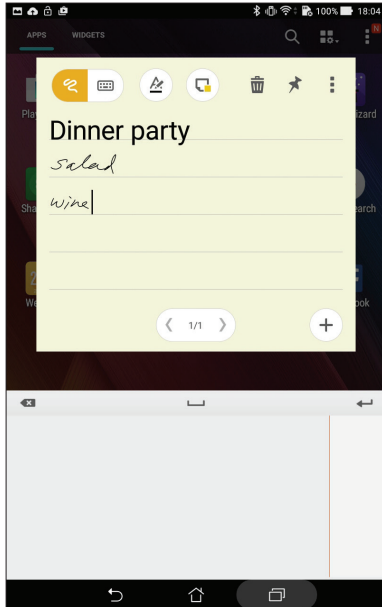 100% 18:04
APPS WIDGETS
N
Dinner party
salad
wine
1/1